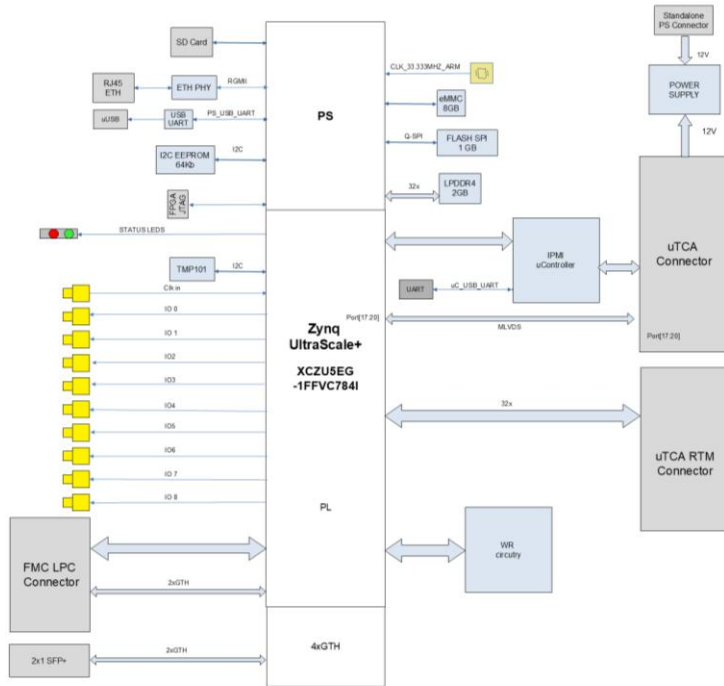 Standalone
PS Connector
SD Card
12V
CLK_33.333MHZ_ARM
RJ45
ETH
ETH PHY
RGMII
POWER
SUPPLY
PS
eMMC
8GB
uUSB
USB
UART
PS_USB_UART
12V
Q-SPI
FLASH SPI
1 GB
I2C EEPROM
64Kb
I2C
32x
LPDDR4
2GB
FPGA
JTAG
STATUS LEDS
uTCA
Connector
IPMI
uController
TMP101
I2C
UART
uC_USB_UART
Clk in
IO 0
Port[17:20]
Zynq
UltraScale+
MLVDS
Port[17:20]
IO 1
IO2
XCZU5EG
-1FFVC784I
IO3
IO4
32x
IO5
IO6
uTCA RTM
Connector
IO 7
IO 8
PL
FMC LPC
Connector
WR
circutry
2xGTH
4xGTH
2x1 SFP+
2xGTH